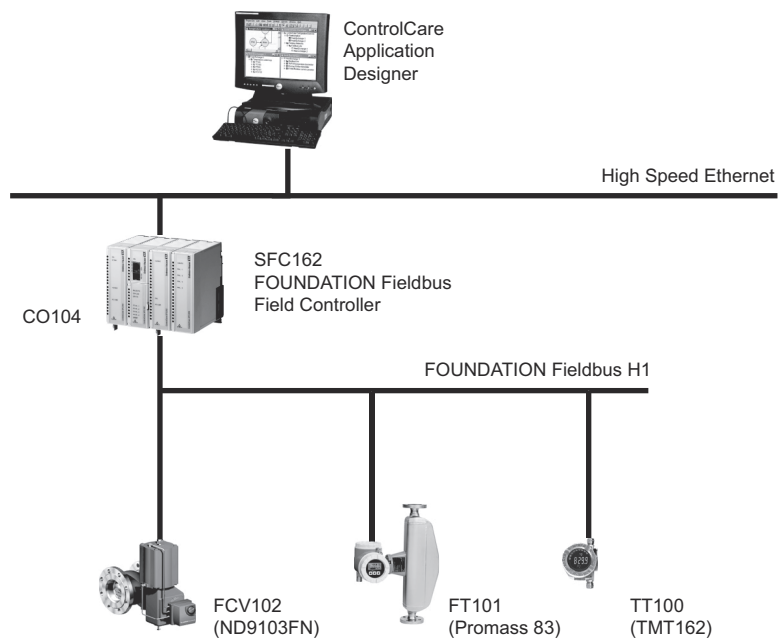 ControlCare
Application
Designer
High Speed Ethernet
SFC162
FOUNDATION Fieldbus
Field Controller
CO104
FOUNDATION Fieldbus H1
FCV102
(ND9103FN)
FT101
(Promass 83)
TT100
(TMT162)